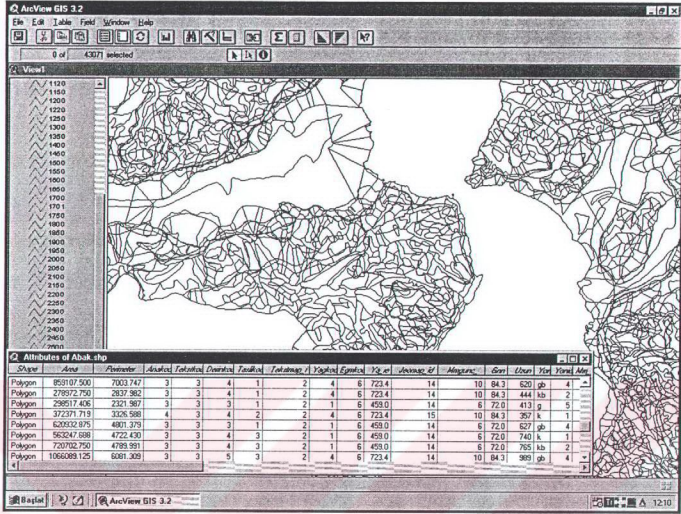 ArcView GIS 3.2
File Edit Table Field Window Help
0 of 43071 selected
View1
1120
1150
1200
1220
1250
1300
1350
1400
1450
1500
1550
1600
1650
1700
1701
1750
1800
1850
1900
1950
2000
2050
2100
2150
2200
2250
2300
2350
2400
2450
Attributes of Abak.shp
Shape Area Perimeter
Polygon 859107.500 7003.747 3 3 4 1 2 4 6 723.4 14 10 84.3 620 gb 4
Polygon 278972.750 2837.982 3 3 4 1 2 4 6 723.4 14 10 84.3 444 kb 2
Polygon 298517.406 2321.987 3 3 3 1 2 4 6 459.0 14 6 72.0 413 g 5
Polygon 372371.719 3326.588 4 3 4 2 2 4 6 723.4 15 10 84.3 357 k 1
Polygon 620932.875 4801.379 3 3 3 1 2 4 6 459.0 14 6 72.0 627 gb 4
Polygon 563247.688 4722.430 3 3 4 3 2 4 6 459.0 14 6 72.0 740 k 1
Polygon 720702.750 4789.991 3 3 4 3 2 4 6 459.0 14 6 72.0 765 kb 2
Polygon 1066089.125 6081.309 3 3 5 3 2 4 6 723.4 14 10 84.3 989 gb 4
Başlat ArcView GIS 3.2 12:10